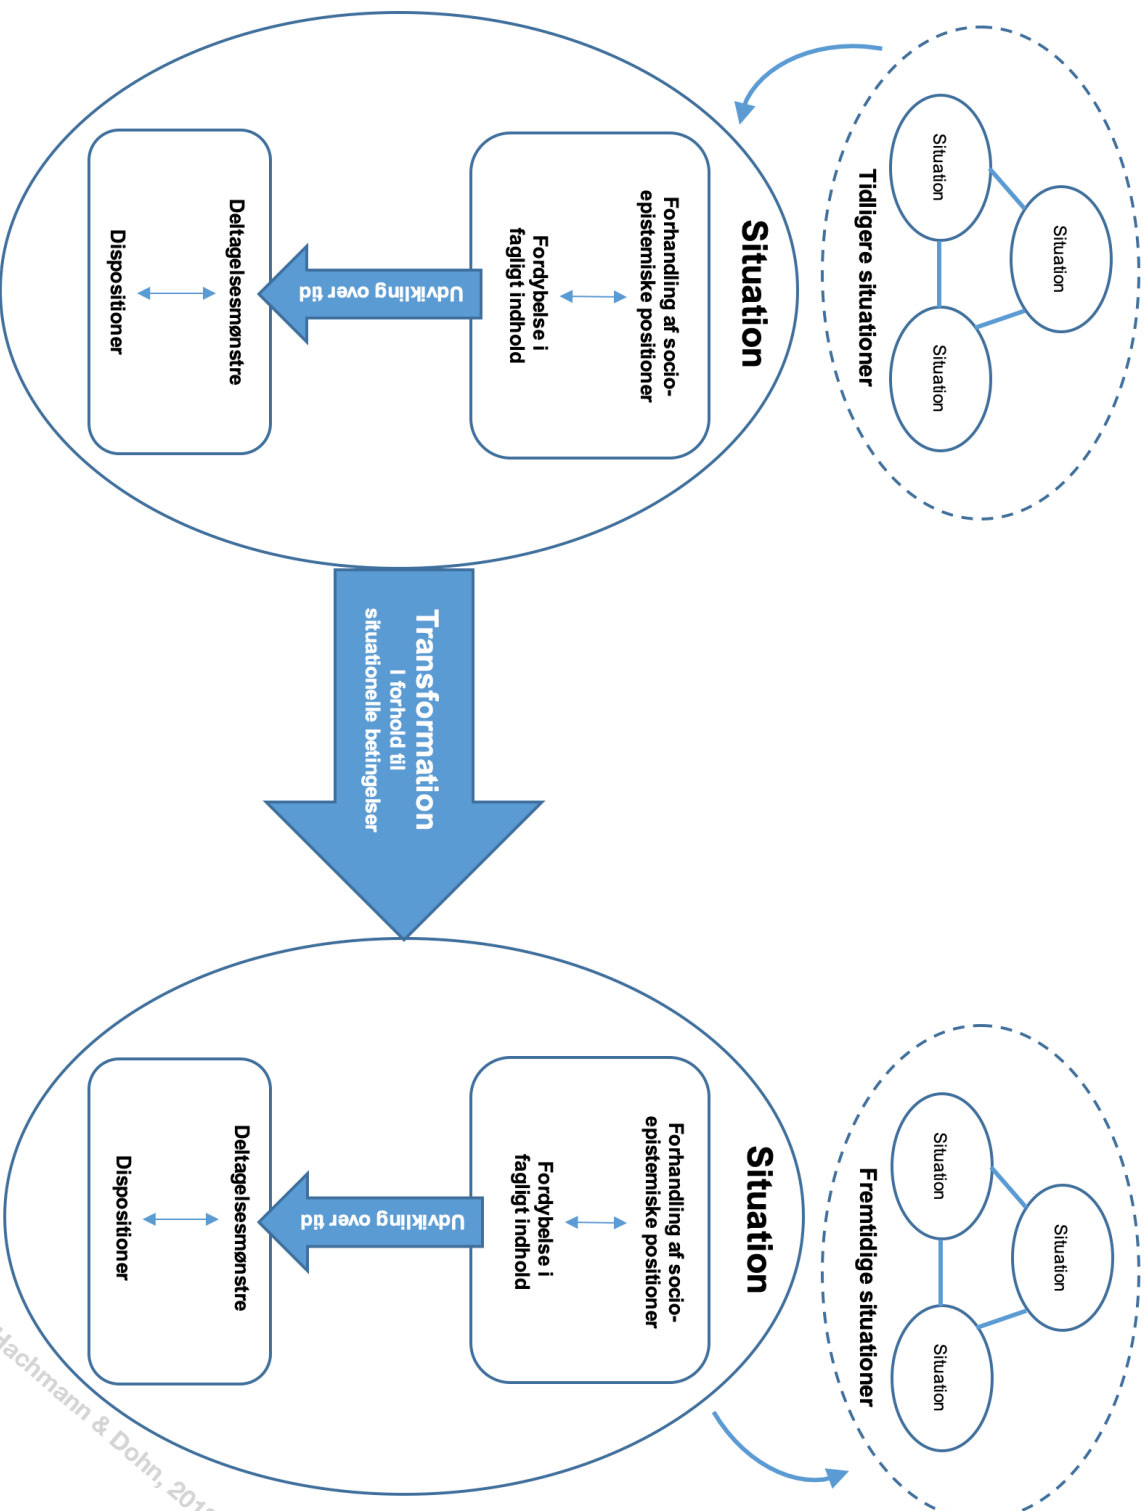 Situation
Situation
Situation
Tidligere situationer
Situation
Forhandling af socio-
epistemiske positioner
Fordybelse i
fagligt indhold
Udvikling over tid
Deltagelsesmønstre
Dispositioner
Transformation
I forhold til
situationelle betingelser
Situation
Situation
Situation
Fremtidige situationer
Situation
Forhandling af socio-
epistemiske positioner
Fordybelse i
fagligt indhold
Udvikling over tid
Deltagelsesmønstre
Dispositioner
Hachmann & Dohn,